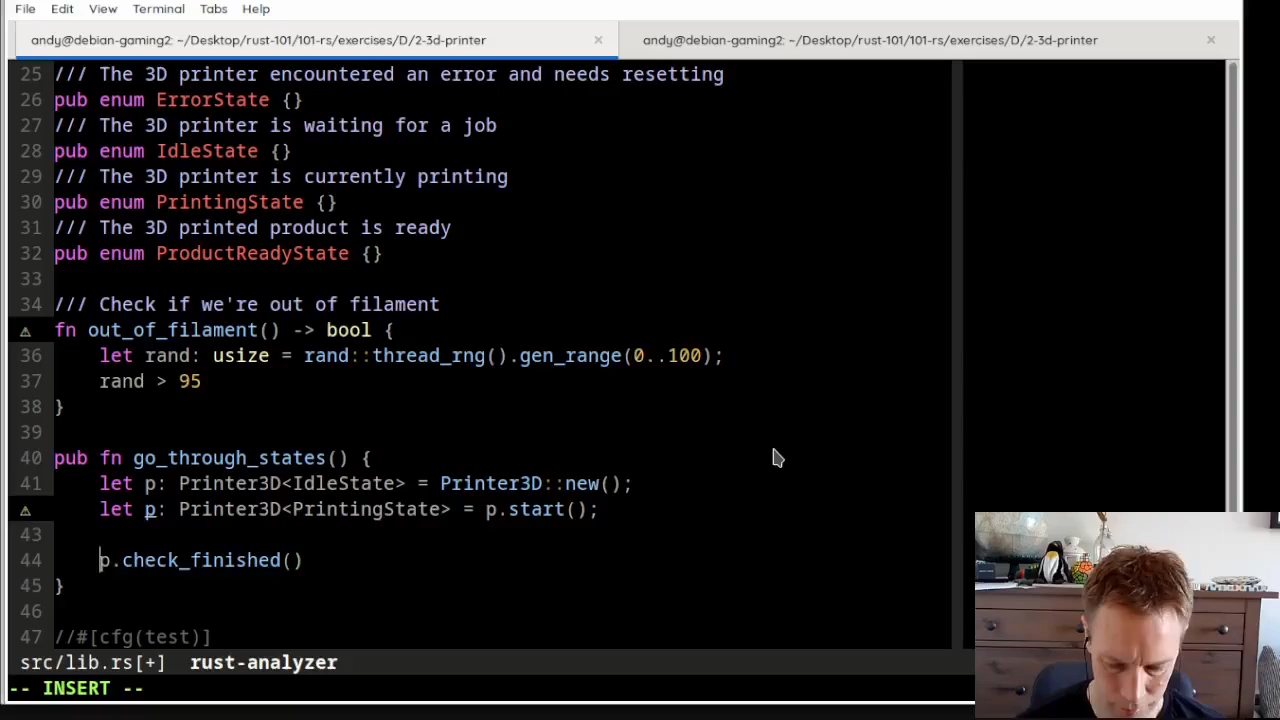 File Edit View Terminal Tabs Help
andy@debian-gaming2: ~/Desktop/rust-101/101-rs/exercises/D/2-3d-printer × andy@debian-gaming2: ~/Desktop/rust-101/101-rs/exercises/D/2-3d-printer ×
25 /// The 3D printer encountered an error and needs resetting
26 pub enum ErrorState {}
27 /// The 3D printer is waiting for a job
28 pub enum IdleState {}
29 /// The 3D printer is currently printing
30 pub enum PrintingState {}
31 /// The 3D printed product is ready
32 pub enum ProductReadyState {}
33
34 /// Check if we're out of filament
⚠ fn out_of_filament() -> bool {
36     let rand: usize = rand::thread_rng().gen_range(0..100);
37     rand > 95
38 }
39
40 pub fn go_through_states() {
41     let p: Printer3D<IdleState> = Printer3D::new();
⚠     let p: Printer3D<PrintingState> = p.start();
43
44     p.check_finished()
45 }
46
47 //#[cfg(test)]
src/lib.rs[+] rust-analyzer
-- INSERT --